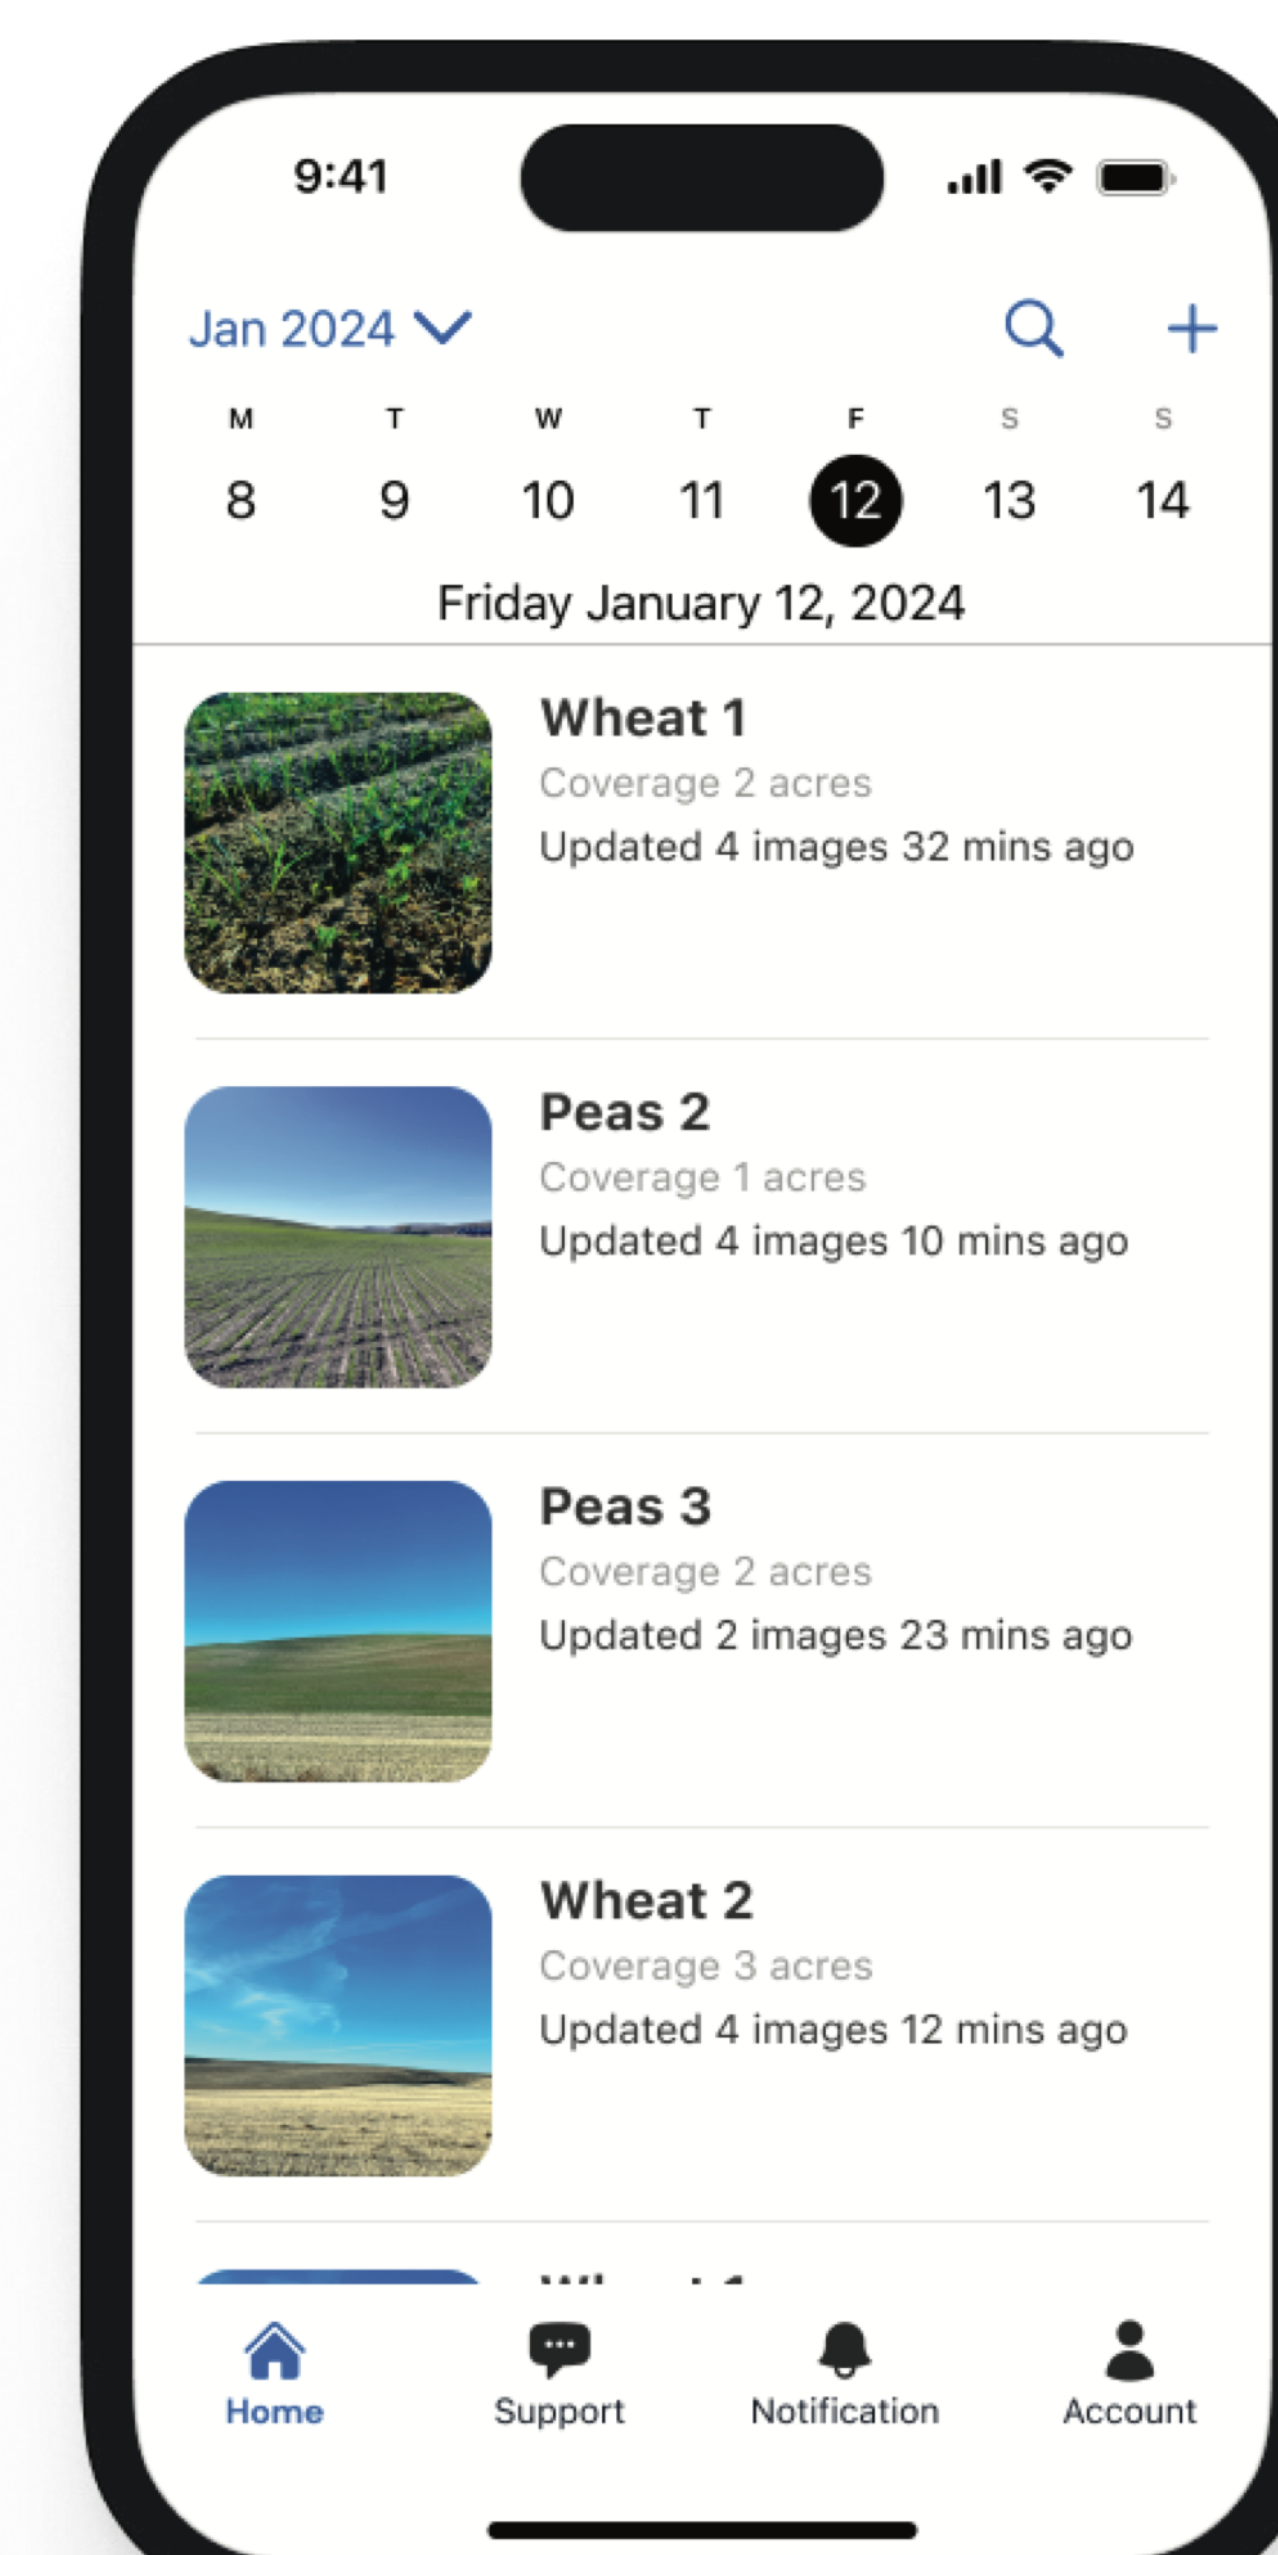 9:41
Jan 2024
M T W T F S S
8 9 10 11 12 13 14
Friday January 12, 2024
Wheat 1
Coverage 2 acres
Updated 4 images 32 mins ago
Peas 2
Coverage 1 acres
Updated 4 images 10 mins ago
Peas 3
Coverage 2 acres
Updated 2 images 23 mins ago
Wheat 2
Coverage 3 acres
Updated 4 images 12 mins ago
Home Support Notification Account